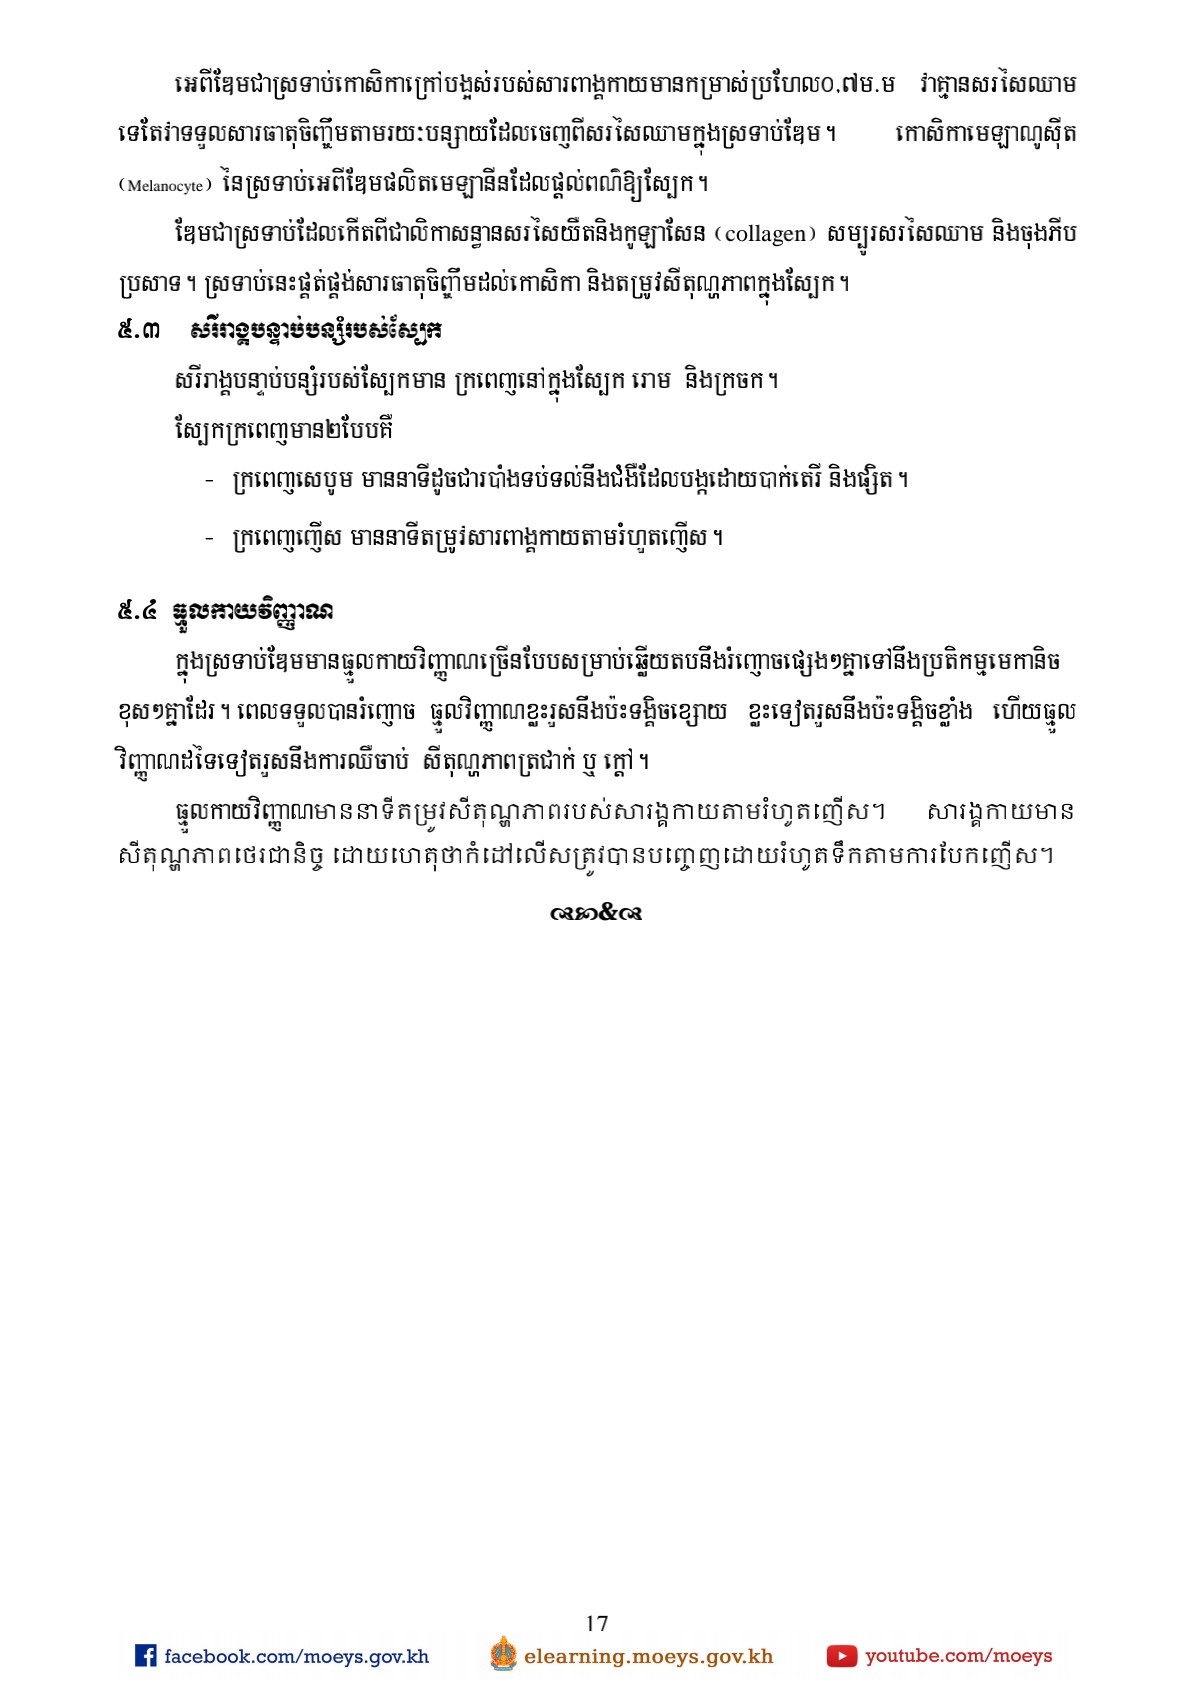 អេពីឌែមជាស្រទាប់កោសិកាក្រៅបង្អស់របស់សារពាង្គកាយមានកម្រាស់ប្រហែល០,៧ម.ម វាគ្មានសរសៃឈាម
ទេតែវាទទួលសារធាតុចិញ្ចឹមតាមរយៈបន្សាយដែលចេញពីសរសៃឈាមក្នុងស្រទាប់ឌែម។ កោសិកាមេឡាណូស៊ីត
(Melanocyte) នៃស្រទាប់អេពីឌែមផលិតមេឡានីនដែលផ្តល់ពណ៌ឱ្យស្បែក។
ឌែមជាស្រទាប់ដែលកើតពីជាលិកាសន្ធានសរសៃយឺតនិងកូឡាសែន (collagen) សម្បូរសរសៃឈាម និងចុងភីប
ប្រសាទ។ ស្រទាប់នេះផ្គត់ផ្គង់សារធាតុចិញ្ចឹមដល់កោសិកា និងតម្រូវសីតុណ្ហភាពក្នុងស្បែក។
៥.៣ សរីរាង្គបន្ទាប់បន្សំរបស់ស្បែក
សរីរាង្គបន្ទាប់បន្សំរបស់ស្បែកមាន ក្រពេញនៅក្នុងស្បែក រោម និងក្រចក។
ស្បែកក្រពេញមាន២បែបគឺ
- ក្រពេញសេបូម មាននាទីដូចជារបាំងទប់ទល់នឹងជំងឺដែលបង្កដោយបាក់តេរី និងផ្សិត។
- ក្រពេញញើស មាននាទីតម្រូវសារពាង្គកាយតាមរំហួតញើស។
៥.៤ ធ្មួលកាយវិញ្ញាណ
ក្នុងស្រទាប់ឌែមមានធ្មួលកាយវិញ្ញាណច្រើនបែបសម្រាប់ឆ្លើយតបនឹងរំញោចផ្សេងៗគ្នាទៅនឹងប្រតិកម្មមេកានិច
ខុសៗគ្នាដែរ។ ពេលទទួលបានរំញោច ធ្មួលវិញ្ញាណខ្លះរួសនឹងប៉ះទង្គិចខ្សោយ ខ្លះទៀតរួសនឹងប៉ះទង្គិចខ្លាំង ហើយធ្មួល
វិញ្ញាណដទៃទៀតរួសនឹងការឈឺចាប់ សីតុណ្ហភាពត្រជាក់ ឬ ក្តៅ។
ធ្មួលកាយវិញ្ញាណមាននាទីតម្រូវសីតុណ្ហភាពរបស់សារង្គកាយតាមរំហូតញើស។ សារង្គកាយមាន
សីតុណ្ហភាពថេរជានិច្ច ដោយហេតុថាកំដៅលើសត្រូវបានបញ្ចេញដោយរំហូតទឹកតាមការបែកញើស។
17
facebook.com/moeys.gov.kh elearning.moeys.gov.kh youtube.com/moeys